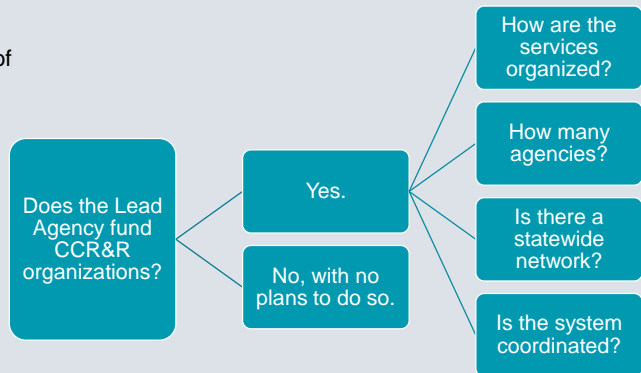 of
Does the Lead
Agency fund
CCR&R
organizations?
Yes.
No, with no
plans to do so.
How are the
services
organized?
How many
agencies?
Is there a
statewide
network?
Is the system
coordinated?